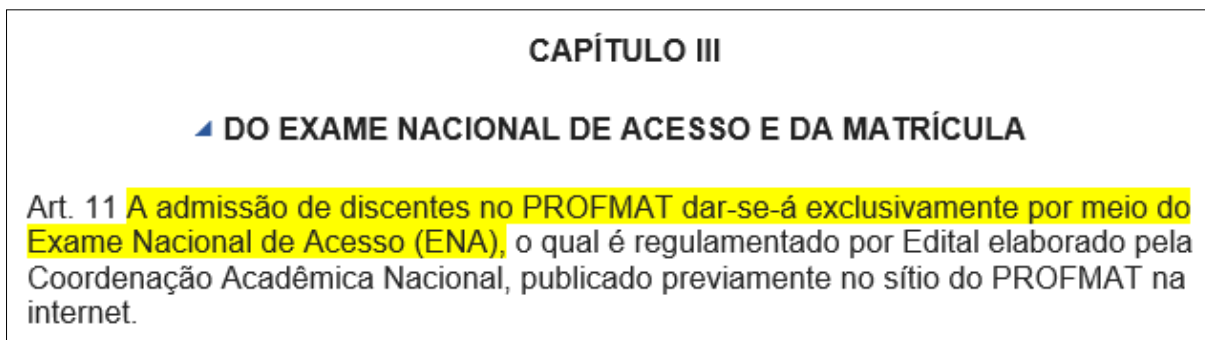 CAPÍTULO III
DO EXAME NACIONAL DE ACESSO E DA MATRÍCULA
Art. 11 A admissão de discentes no PROFMAT dar-se-á exclusivamente por meio do
Exame Nacional de Acesso (ENA), o qual é regulamentado por Edital elaborado pela
Coordenação Acadêmica Nacional, publicado previamente no sítio do PROFMAT na
internet.